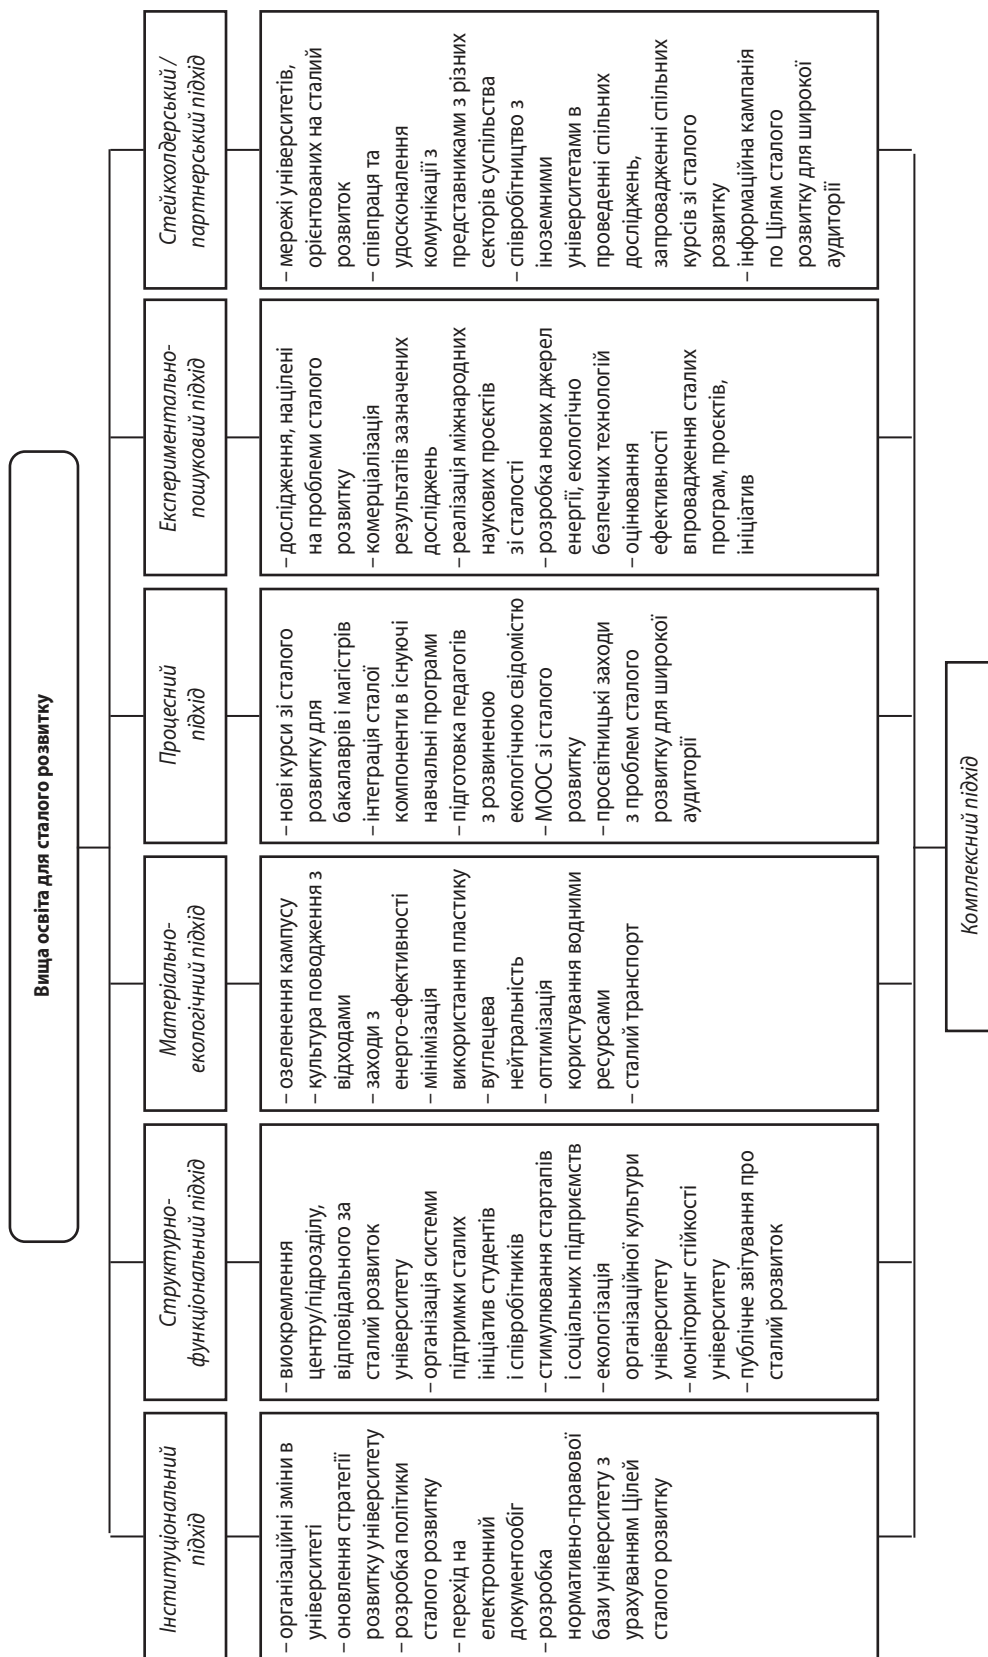 Вища освіта для сталого розвитку
Інституціональний
підхід
– організаційні зміни в
університеті
– оновлення стратегії
розвитку університету
– розробка політики
сталого розвитку
– перехід на
електронний
документообіг
– розробка
нормативно-правової
бази університету з
урахуванням Цілей
сталого розвитку
Структурно-
функціональний підхід
– виокремлення
центру/підрозділу,
відповідального за
сталий розвиток
університету
– організація системи
підтримки сталих
ініціатив студентів
і співробітників
– стимулювання стартапів
і соціальних підприємств
– екологізація
організаційної культури
університету
– моніторинг стійкості
університету
– публічне звітування про
сталий розвиток
Матеріально-
екологічний підхід
– озеленення кампусу
– культура поводження з
відходами
– заходи з
енерго-ефективності
– мінімізація
використання пластику
– вуглецева
нейтральність
– оптимізація
користування водними
ресурсами
– сталий транспорт
Процесний
підхід
– нові курси зі сталого
розвитку для
бакалаврів і магістрів
– інтеграція сталої
компоненти в існуючі
навчальні програми
– підготовка педагогів
з розвиненою
екологічною свідомістю
– МООС зі сталого
розвитку
– просвітницькі заходи
з проблем сталого
розвитку для широкої
аудиторії
Експериментально-
пошуковий підхід
– дослідження, націлені
на проблеми сталого
розвитку
– комерціалізація
результатів зазначених
досліджень
– реалізація міжнародних
наукових проєктів
зі сталості
– розробка нових джерел
енергії, екологічно
безпечних технологій
– оцінювання
ефективності
впровадження сталих
програм, проєктів,
ініціатив
Стейкхолдерський /
партнерський підхід
– мережі університетів,
орієнтованих на сталий
розвиток
– співпраця та
удосконалення
комунікації з
представниками з різних
секторів суспільства
– співробітництво з
іноземними
університетами в
проведенні спільних
досліджень,
запровадженні спільних
курсів зі сталого
розвитку
– інформаційна кампанія
по Цілям сталого
розвитку для широкої
аудиторії
Комплексний підхід